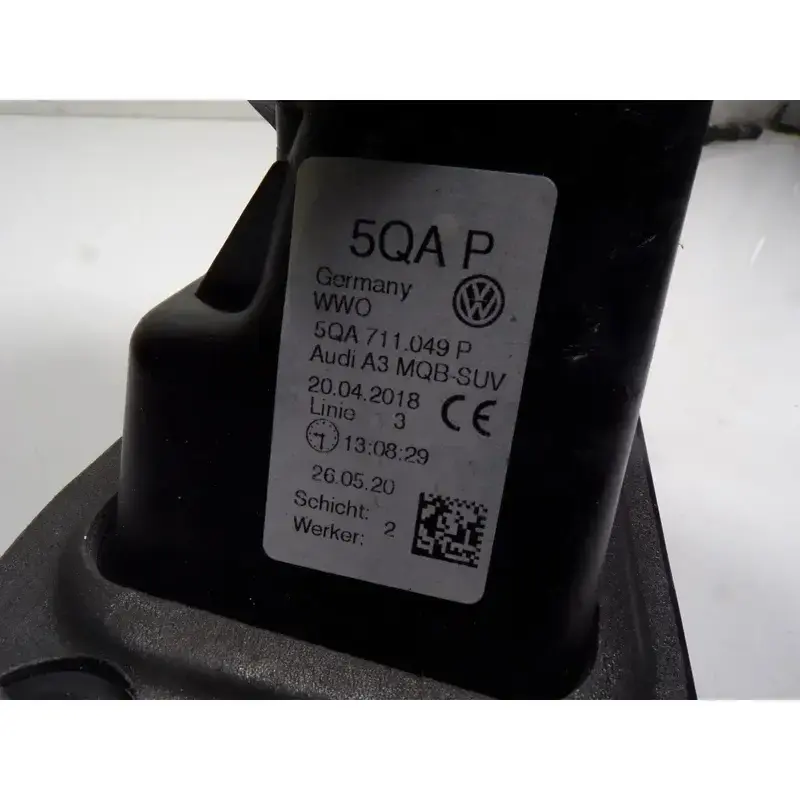 5QA P
Germany
WWO
5QA 711.049 P
Audi A3 MQB-SUV
20.04.2018
Linie 3
13:08:29
26.05.20
Schicht: 2
Werker: